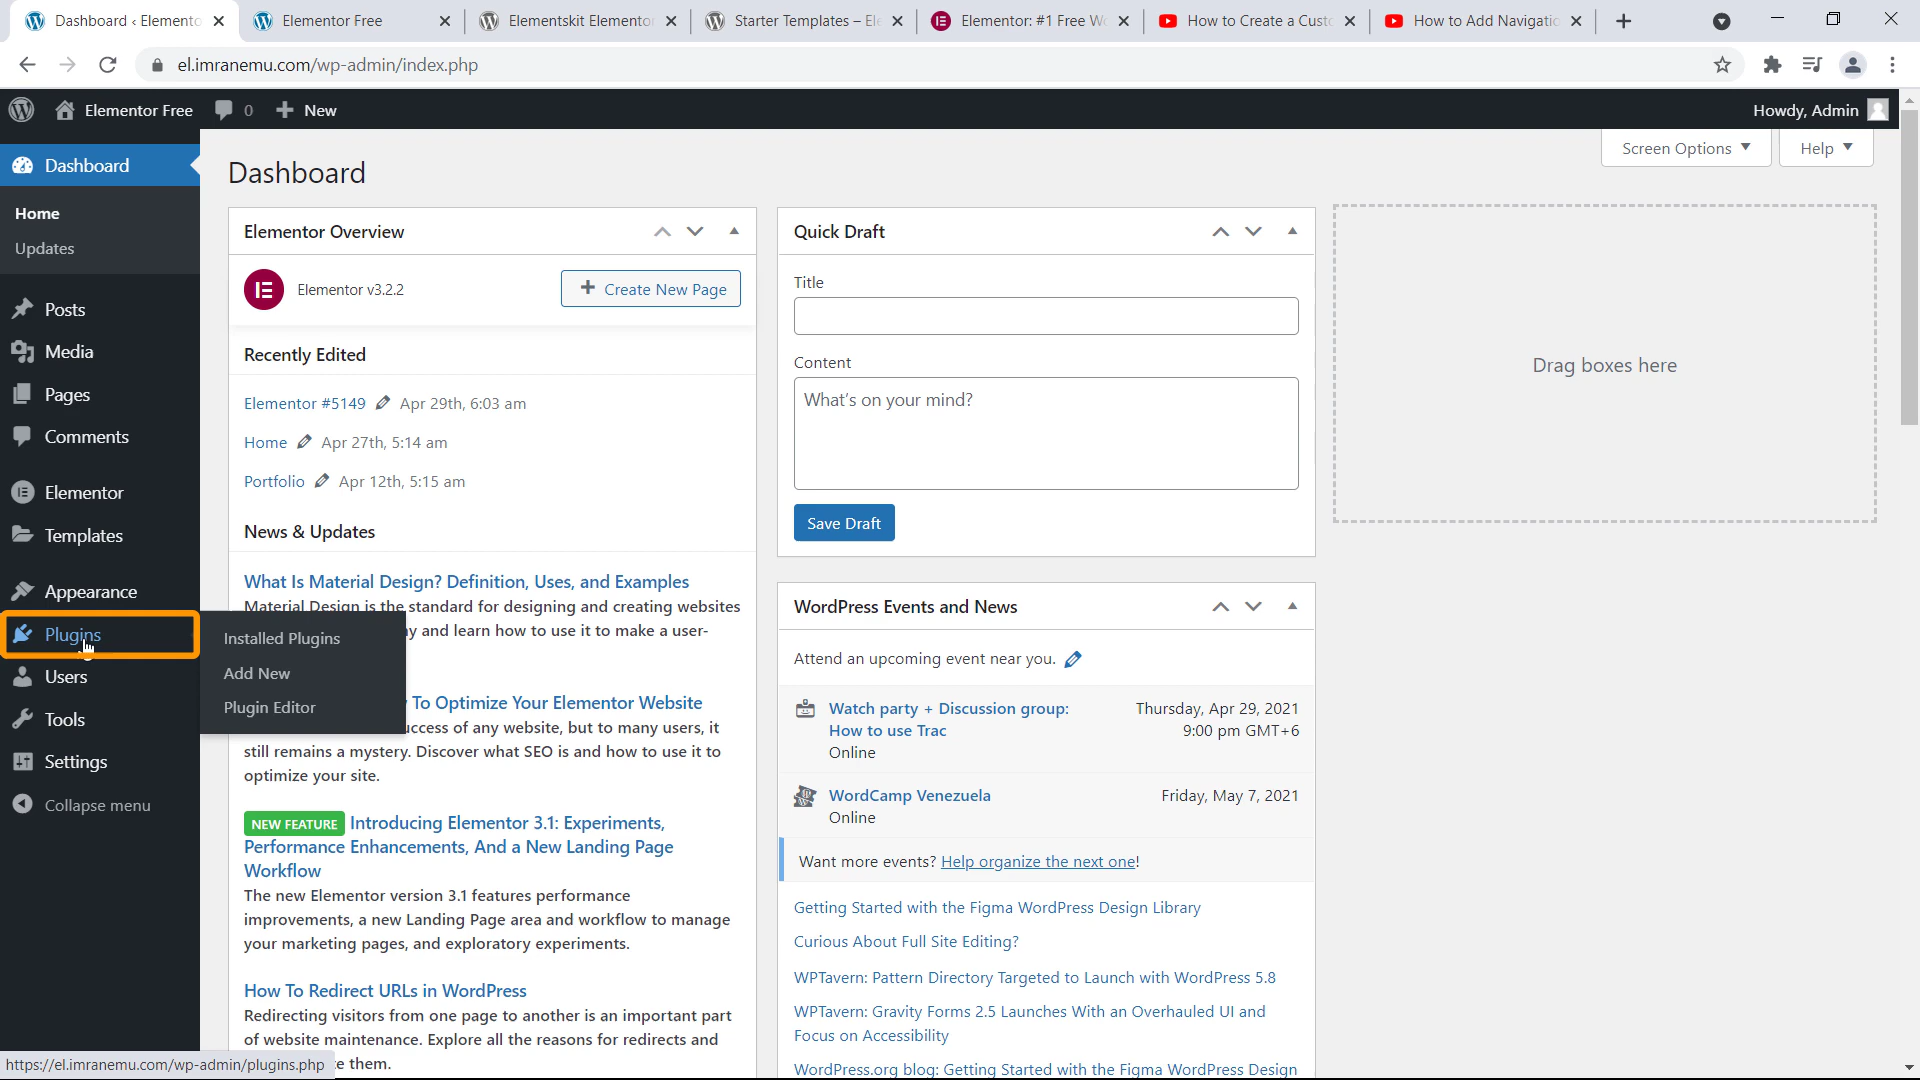 Dashboard ‹ Elemento
Elementor Free
Elementskit Elementor
Starter Templates – Ele
Elementor: #1 Free Wo
How to Create a Custo
How to Add Navigatio
el.imranemu.com/wp-admin/index.php
Elementor Free
0
New
Howdy, Admin
Dashboard
Home
Updates
Posts
Media
Pages
Comments
Elementor
Templates
Appearance
Plugins
Users
Tools
Settings
Collapse menu
Installed Plugins
Add New
Plugin Editor
Screen Options
Help
Dashboard
Elementor Overview
Elementor v3.2.2
Create New Page
Recently Edited
Elementor #5149 Apr 29th, 6:03 am
Home Apr 27th, 5:14 am
Portfolio Apr 12th, 5:15 am
News & Updates
What Is Material Design? Definition, Uses, and Examples
Material Design is the standard for designing and creating websites
y and learn how to use it to make a user-
To Optimize Your Elementor Website
uccess of any website, but to many users, it
still remains a mystery. Discover what SEO is and how to use it to
optimize your site.
NEW FEATURE Introducing Elementor 3.1: Experiments,
Performance Enhancements, And a New Landing Page
Workflow
The new Elementor version 3.1 features performance
improvements, a new Landing Page area and workflow to manage
your marketing pages, and exploratory experiments.
How To Redirect URLs in WordPress
Redirecting visitors from one page to another is an important part
of website maintenance. Explore all the reasons for redirects and
e them.
Quick Draft
Title
Content
What's on your mind?
Save Draft
WordPress Events and News
Attend an upcoming event near you.
Watch party + Discussion group: Thursday, Apr 29, 2021
How to use Trac 9:00 pm GMT+6
Online
WordCamp Venezuela Friday, May 7, 2021
Online
Want more events? Help organize the next one!
Getting Started with the Figma WordPress Design Library
Curious About Full Site Editing?
WPTavern: Pattern Directory Targeted to Launch with WordPress 5.8
WPTavern: Gravity Forms 2.5 Launches With an Overhauled UI and
Focus on Accessibility
WordPress.org blog: Getting Started with the Figma WordPress Design
Drag boxes here
https://el.imranemu.com/wp-admin/plugins.php